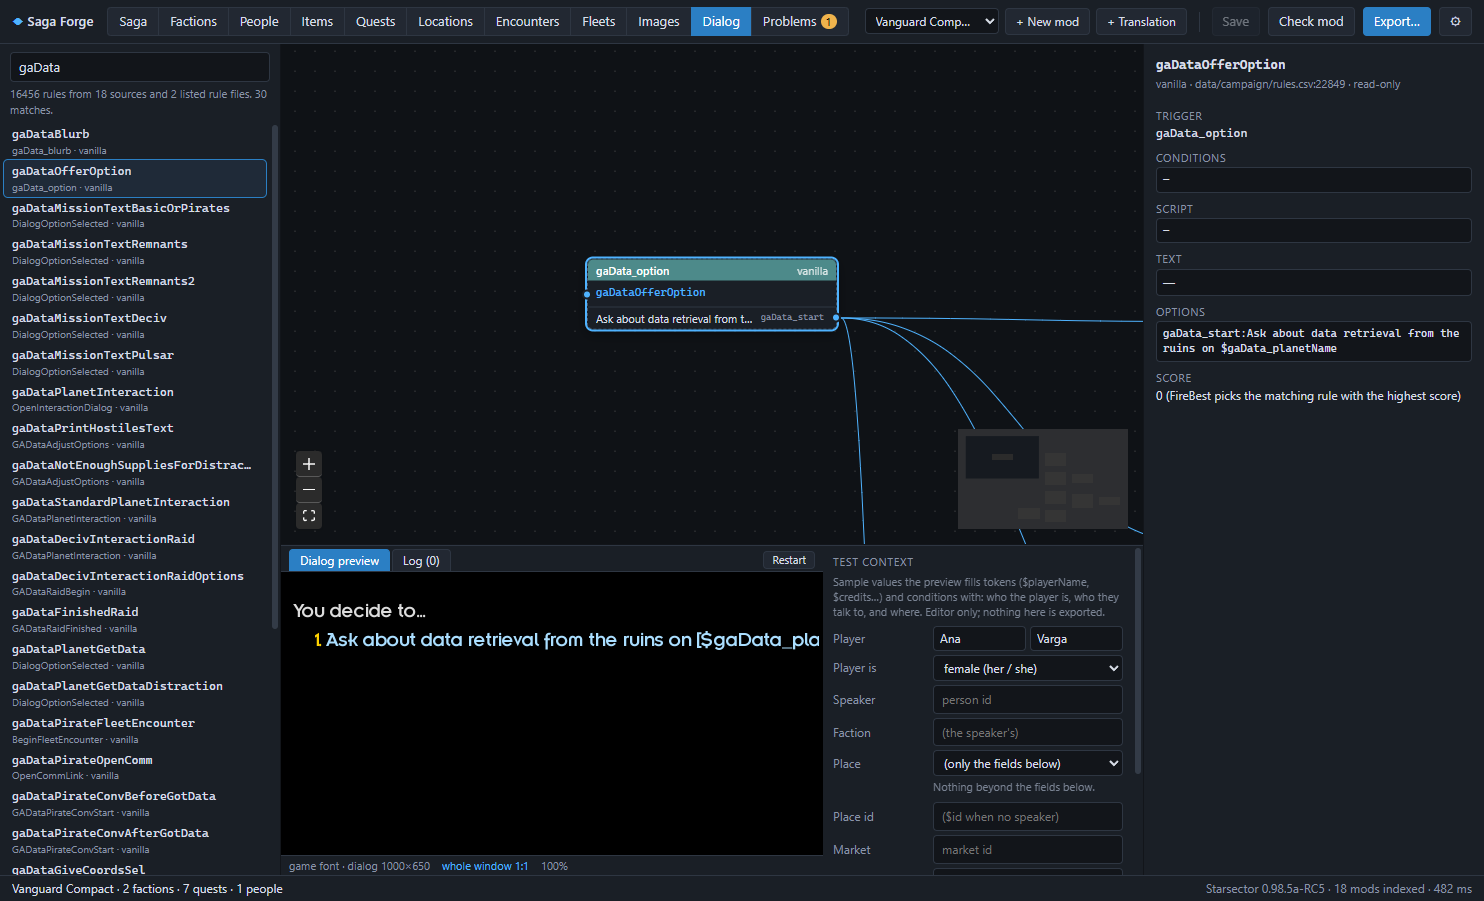 Saga Forge
Saga
Factions
People
Items
Quests
Locations
Encounters
Fleets
Images
Dialog
Problems 1
Vanguard Comp...
+ New mod
+ Translation
Save
Check mod
Export...
gaData
16456 rules from 18 sources and 2 listed rule files. 30
matches.
gaDataBlurb
gaData_blurb · vanilla
gaDataOfferOption
gaData_option · vanilla
gaDataMissionTextBasicOrPirates
DialogOptionSelected · vanilla
gaDataMissionTextRemnants
DialogOptionSelected · vanilla
gaDataMissionTextRemnants2
DialogOptionSelected · vanilla
gaDataMissionTextDeciv
DialogOptionSelected · vanilla
gaDataMissionTextPulsar
DialogOptionSelected · vanilla
gaDataPlanetInteraction
OpenInteractionDialog · vanilla
gaDataPrintHostilesText
GADataAdjustOptions · vanilla
gaDataNotEnoughSuppliesForDistrac...
GADataAdjustOptions · vanilla
gaDataStandardPlanetInteraction
GADataPlanetInteraction · vanilla
gaDataDecivInteractionRaid
GADataPlanetInteraction · vanilla
gaDataDecivInteractionRaidOptions
GADataRaidBegin · vanilla
gaDataFinishedRaid
GADataRaidFinished · vanilla
gaDataPlanetGetData
DialogOptionSelected · vanilla
gaDataPlanetGetDataDistraction
DialogOptionSelected · vanilla
gaDataPirateFleetEncounter
BeginFleetEncounter · vanilla
gaDataPirateOpenComm
OpenCommLink · vanilla
gaDataPirateConvBeforeGotData
GADataPirateConvStart · vanilla
gaDataPirateConvAfterGotData
GADataPirateConvStart · vanilla
gaDataGiveCoordsSel
gaData_option vanilla
gaDataOfferOption
Ask about data retrieval from t... gaData_start
Dialog preview
Log (0)
Restart
You decide to...
1. Ask about data retrieval from the ruins on [$gaData_pla
game font · dialog 1000×650 whole window 1:1 100%
TEST CONTEXT
Sample values the preview fills tokens ($playerName,
$credits...) and conditions with: who the player is, who they
talk to, and where. Editor only; nothing here is exported.
Player Ana Varga
Player is female (her / she)
Speaker person id
Faction (the speaker's)
Place (only the fields below)
Nothing beyond the fields below.
Place id ($id when no speaker)
Market market id
gaDataOfferOption
vanilla · data/campaign/rules.csv:22849 · read-only
TRIGGER
gaData_option
CONDITIONS
—
SCRIPT
—
TEXT
—
OPTIONS
gaData_start:Ask about data retrieval from the
ruins on $gaData_planetName
SCORE
0 (FireBest picks the matching rule with the highest score)
Vanguard Compact · 2 factions · 7 quests · 1 people
Starsector 0.98.5a-RC5 · 18 mods indexed · 482 ms